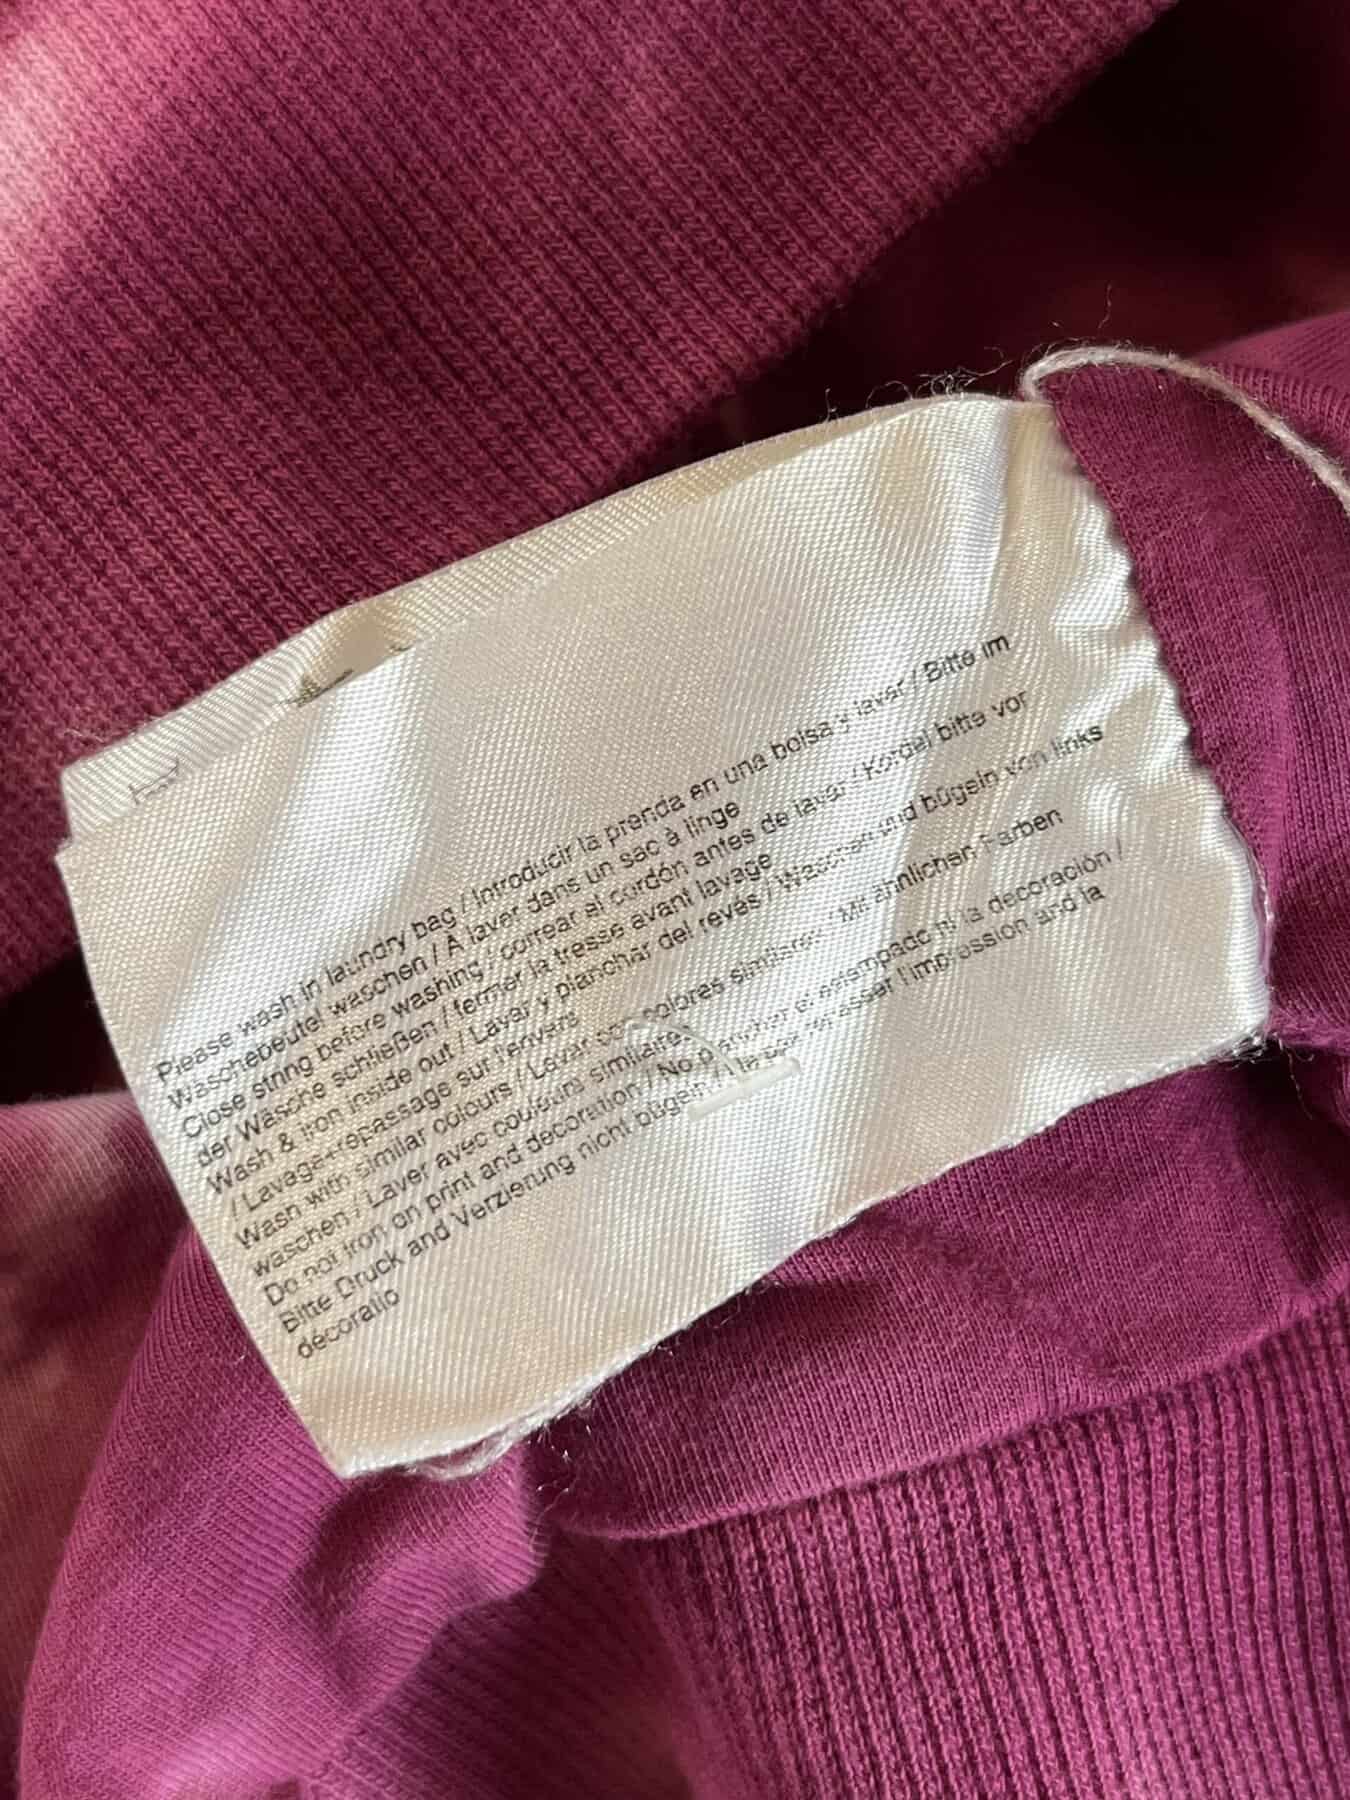 Please wash in laundry bag / Introducir la prenda en una bolsa y lavar / Bitte im
Waschebeutel waschen / À laver dans un sac à linge
Close string before washing / correar el cordón antes de lavar / Kordel bitte vor
der Wäsche schließen / fermer la tresse avant lavage
Wash & Iron inside out / Lavar y planchar del revés / Waschen und bügeln von links
/ Lavage-repassage sur l'envers
Wash with similar colours / Lavar con colores similares / Mit ähnlichen Farben
waschen / Laver avec couleurs similaires
Do not iron on print and decoration / No planchar el estampado ni la decoración /
Bitte Druck and Verzierung nicht bügeln / ne pas repasser l'impression and la
décoratio